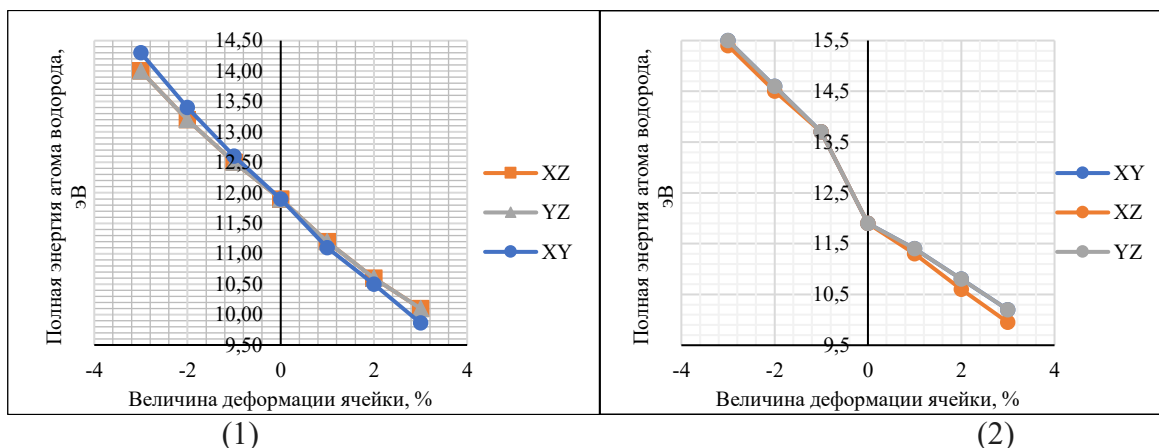 Полная энергия атома водорода,
эВ
14,50
14,00
13,50
13,00
12,50
12,00
11,50
11,00
10,50
10,00
9,50
-4 -2 0 2 4
Величина деформации ячейки, %
XZ
YZ
XY
(1)
Полная энергия атома водорода,
эВ
15,5
14,5
13,5
12,5
11,5
10,5
9,5
-4 -2 0 2 4
Величина деформации ячейки, %
XY
XZ
YZ
(2)